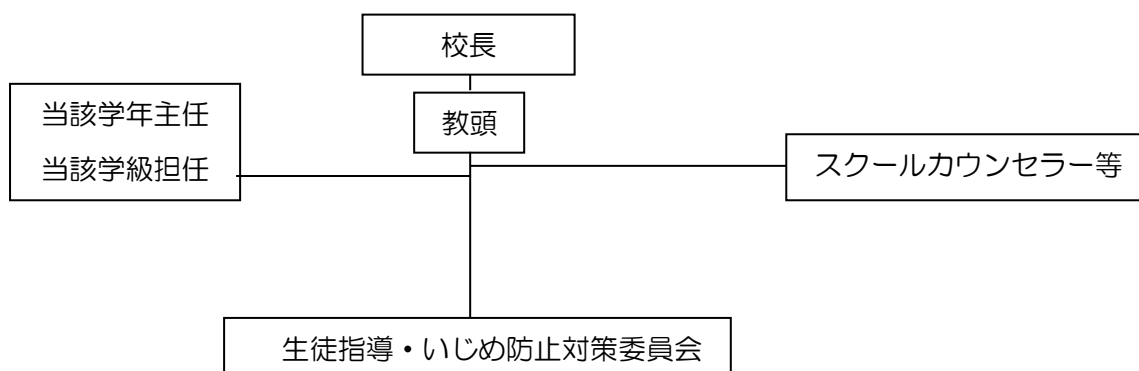 校長
教頭
当該学年主任
当該学級担任
スクールカウンセラー等
生徒指導・いじめ防止対策委員会